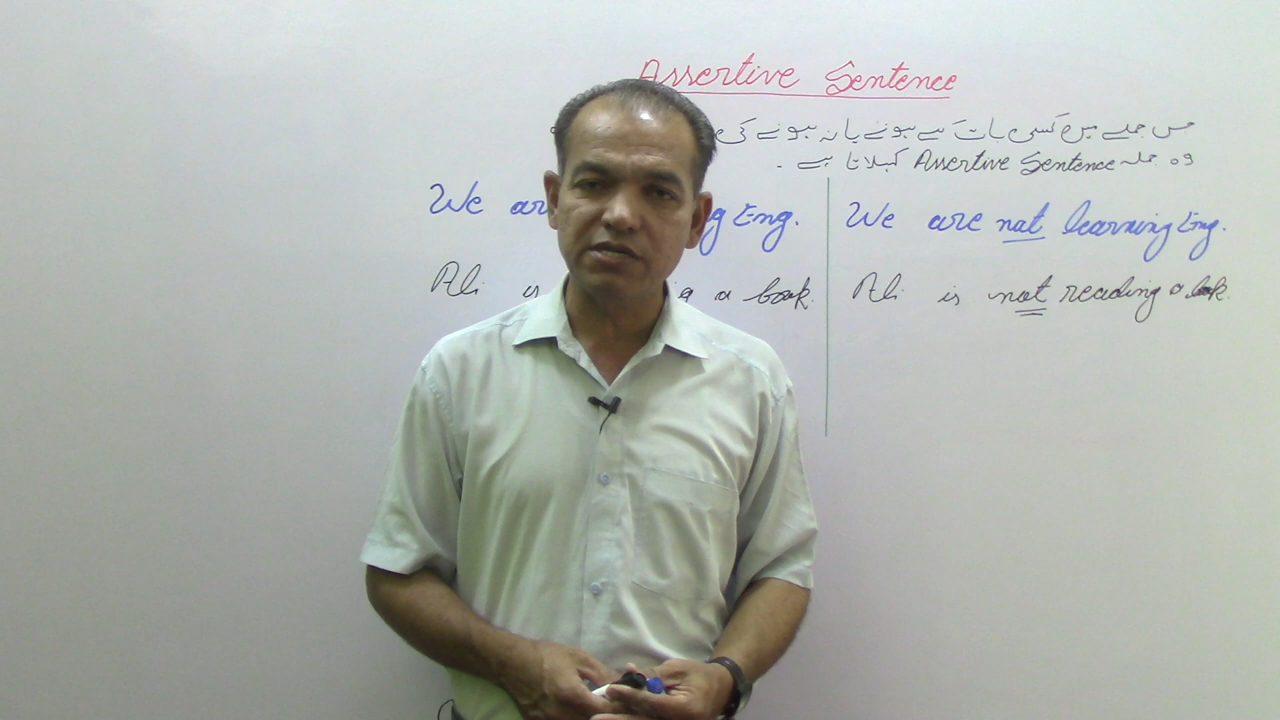 Assertive Sentence
جس جملے میں کسی بات کے ہونے یا نہ ہونے کی
وہ جملہ Assertive Sentence کہلاتا ہے ۔
We are g Eng. We are not learning Eng.
Ali is g a book. Ali is not reading a book.